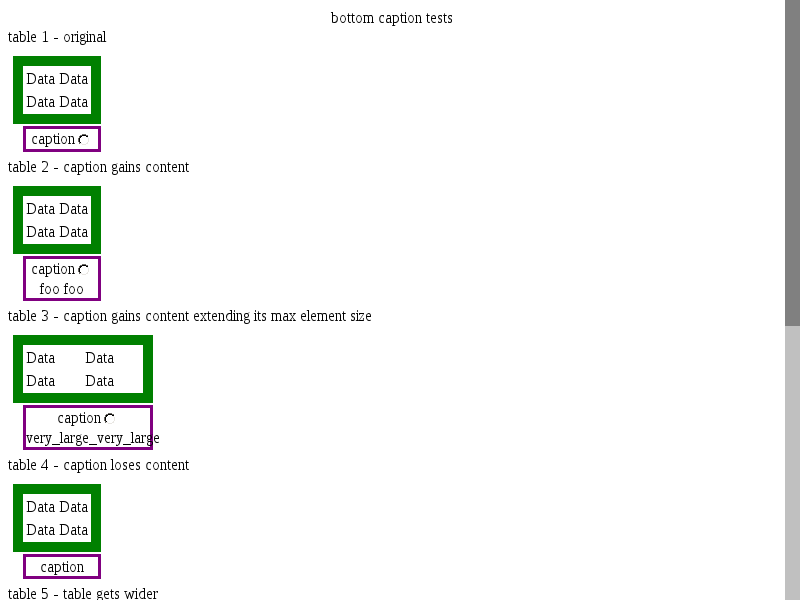 bottom caption tests
table 1 - original
Data Data
Data Data
caption
table 2 - caption gains content
Data Data
Data Data
caption
foo foo
table 3 - caption gains content extending its max element size
Data Data
Data Data
caption
very_large_very_large
table 4 - caption loses content
Data Data
Data Data
caption
table 5 - table gets wider